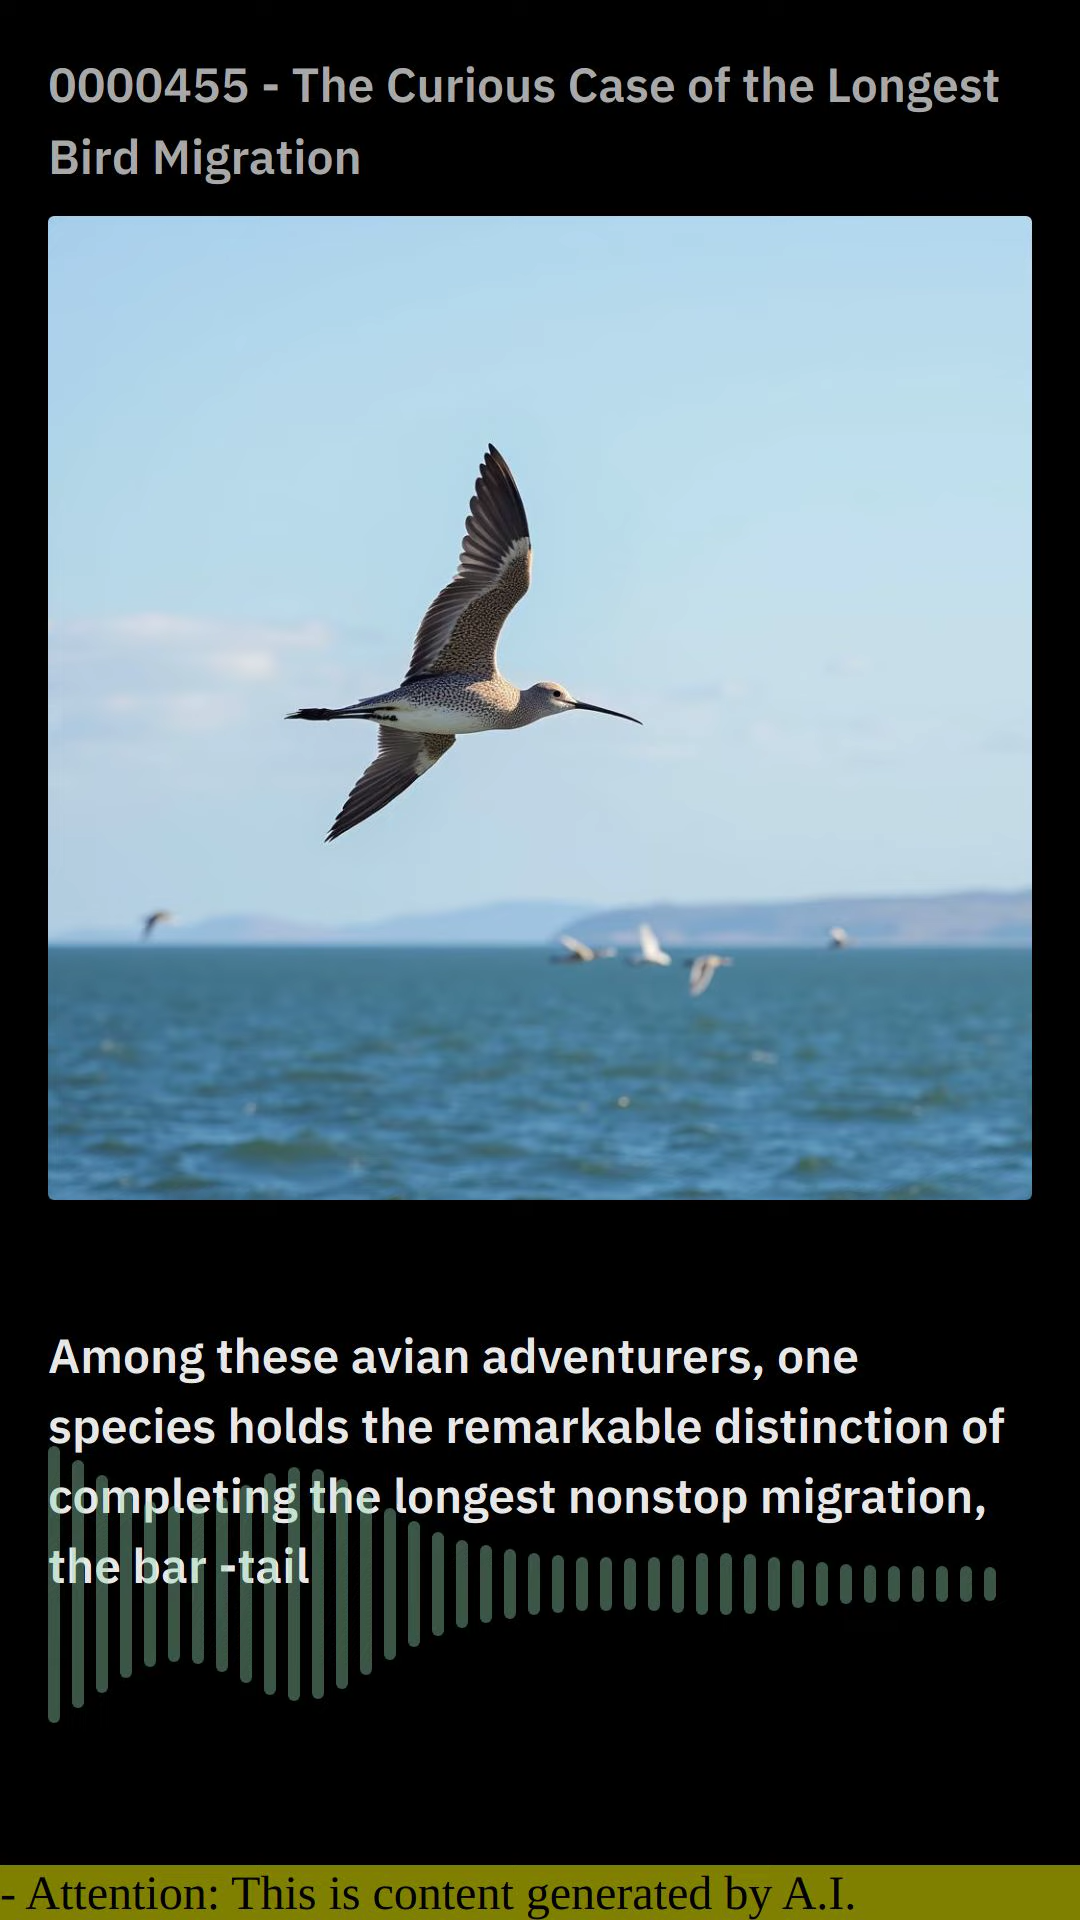 0000455 - The Curious Case of the Longest
Bird Migration
Among these avian adventurers, one
species holds the remarkable distinction of
completing the longest nonstop migration,
the bar -tail
- Attention: This is content generated by A.I.